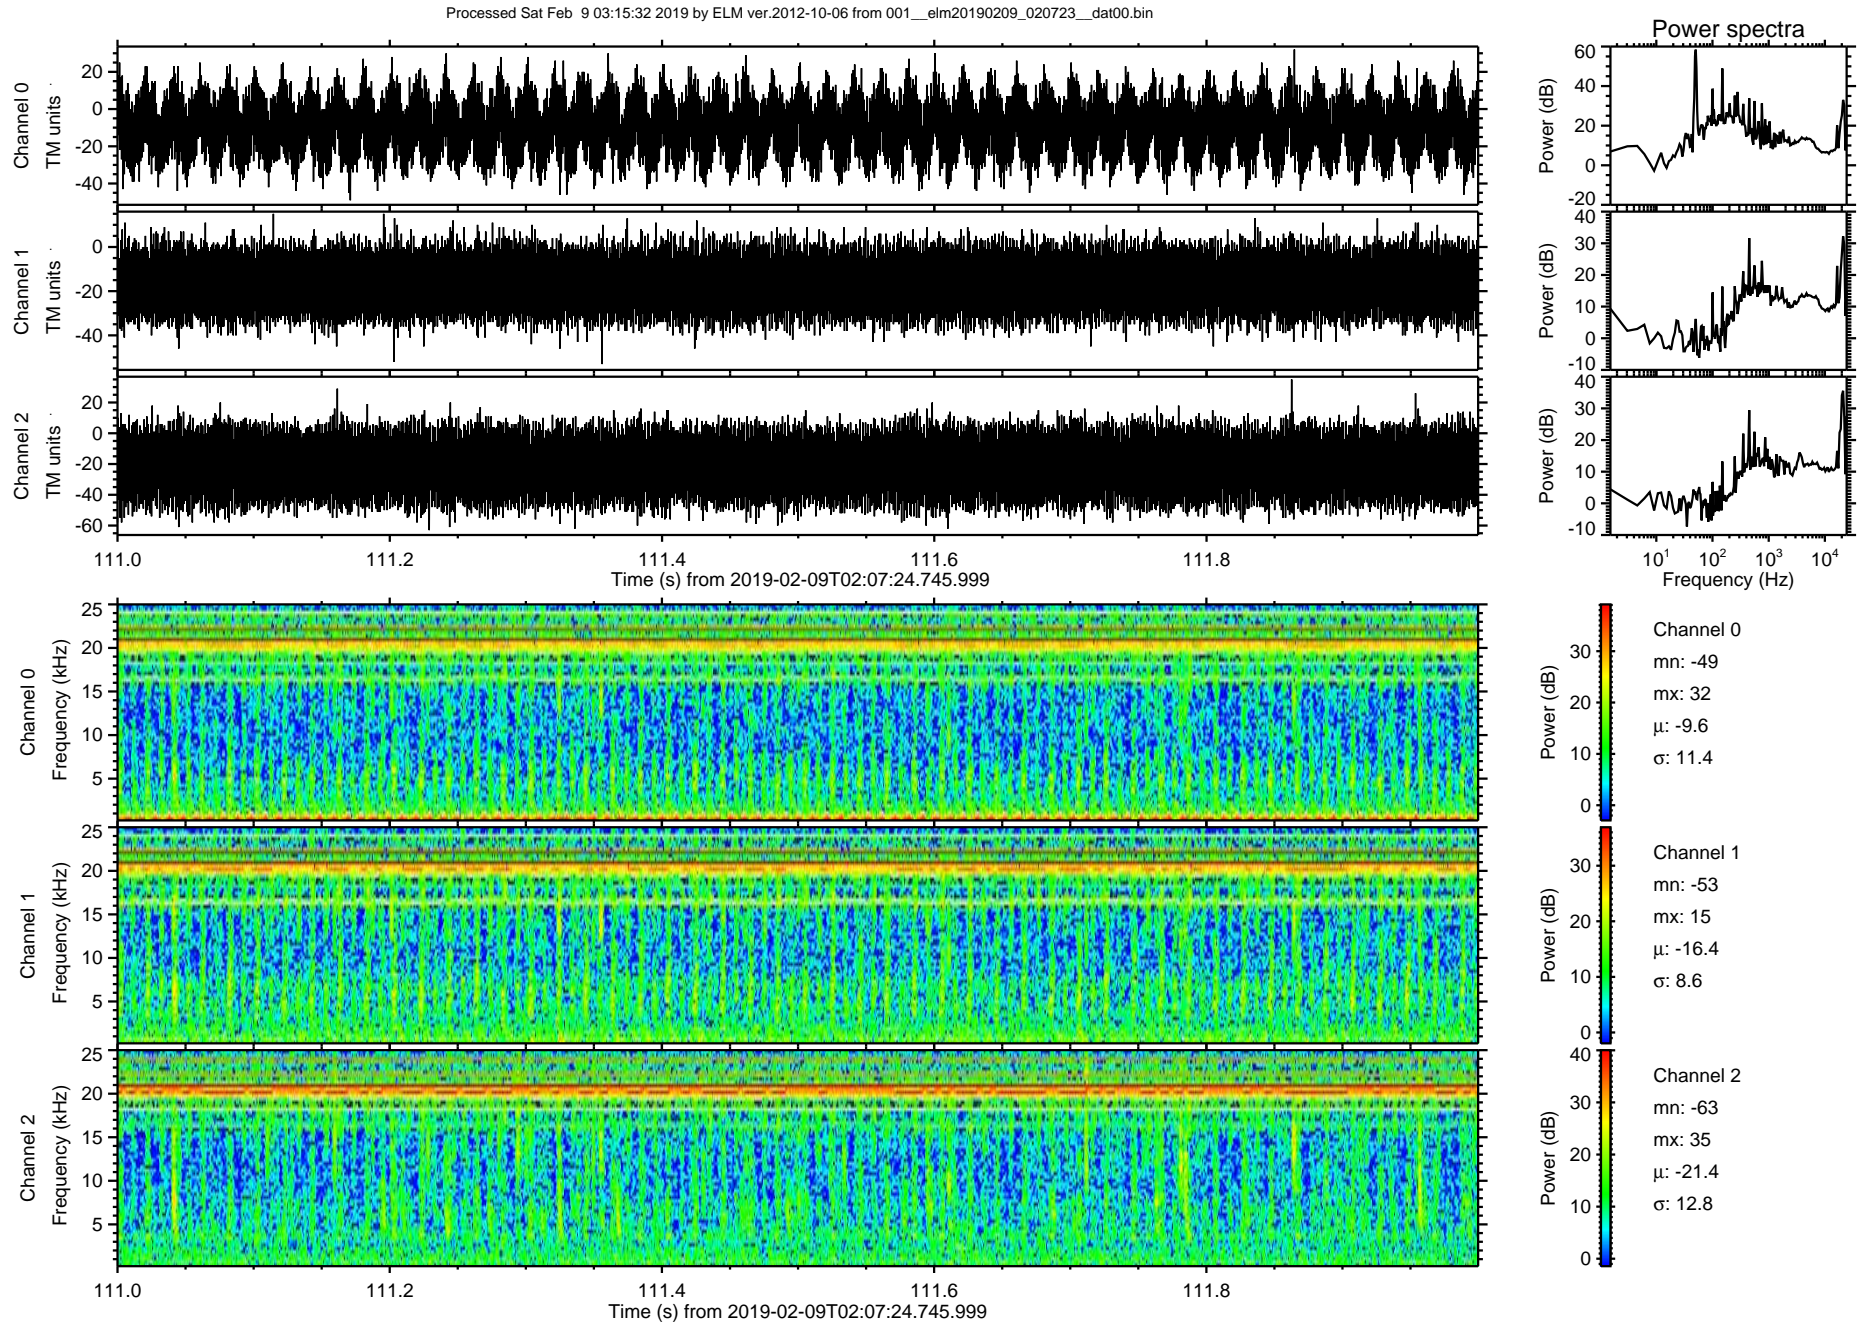 Processed Sat Feb  9 03:15:32 2019 by ELM ver.2012-10-06 from 001__elm20190209_020723__dat00.bin
Power spectra
Channel 0
TM units
20
0
-20
-40
Power (dB)
60
40
20
0
-20
Channel 1
TM units
0
-20
-40
Power (dB)
40
30
20
10
0
-10
Channel 2
TM units
20
0
-20
-40
-60
Power (dB)
40
30
20
10
0
-10
111.0
111.2
111.4
111.6
111.8
Time (s) from 2019-02-09T02:07:24.745.999
10^1
10^2
10^3
10^4
Frequency (Hz)
Channel 0
Frequency (kHz)
25
20
15
10
5
Power (dB)
30
20
10
0
Channel 0
mn: -49
mx: 32
μ: -9.6
σ: 11.4
Channel 1
Frequency (kHz)
25
20
15
10
5
Power (dB)
30
20
10
0
Channel 1
mn: -53
mx: 15
μ: -16.4
σ: 8.6
Channel 2
Frequency (kHz)
25
20
15
10
5
Power (dB)
40
30
20
10
0
Channel 2
mn: -63
mx: 35
μ: -21.4
σ: 12.8
111.0
111.2
111.4
111.6
111.8
Time (s) from 2019-02-09T02:07:24.745.999